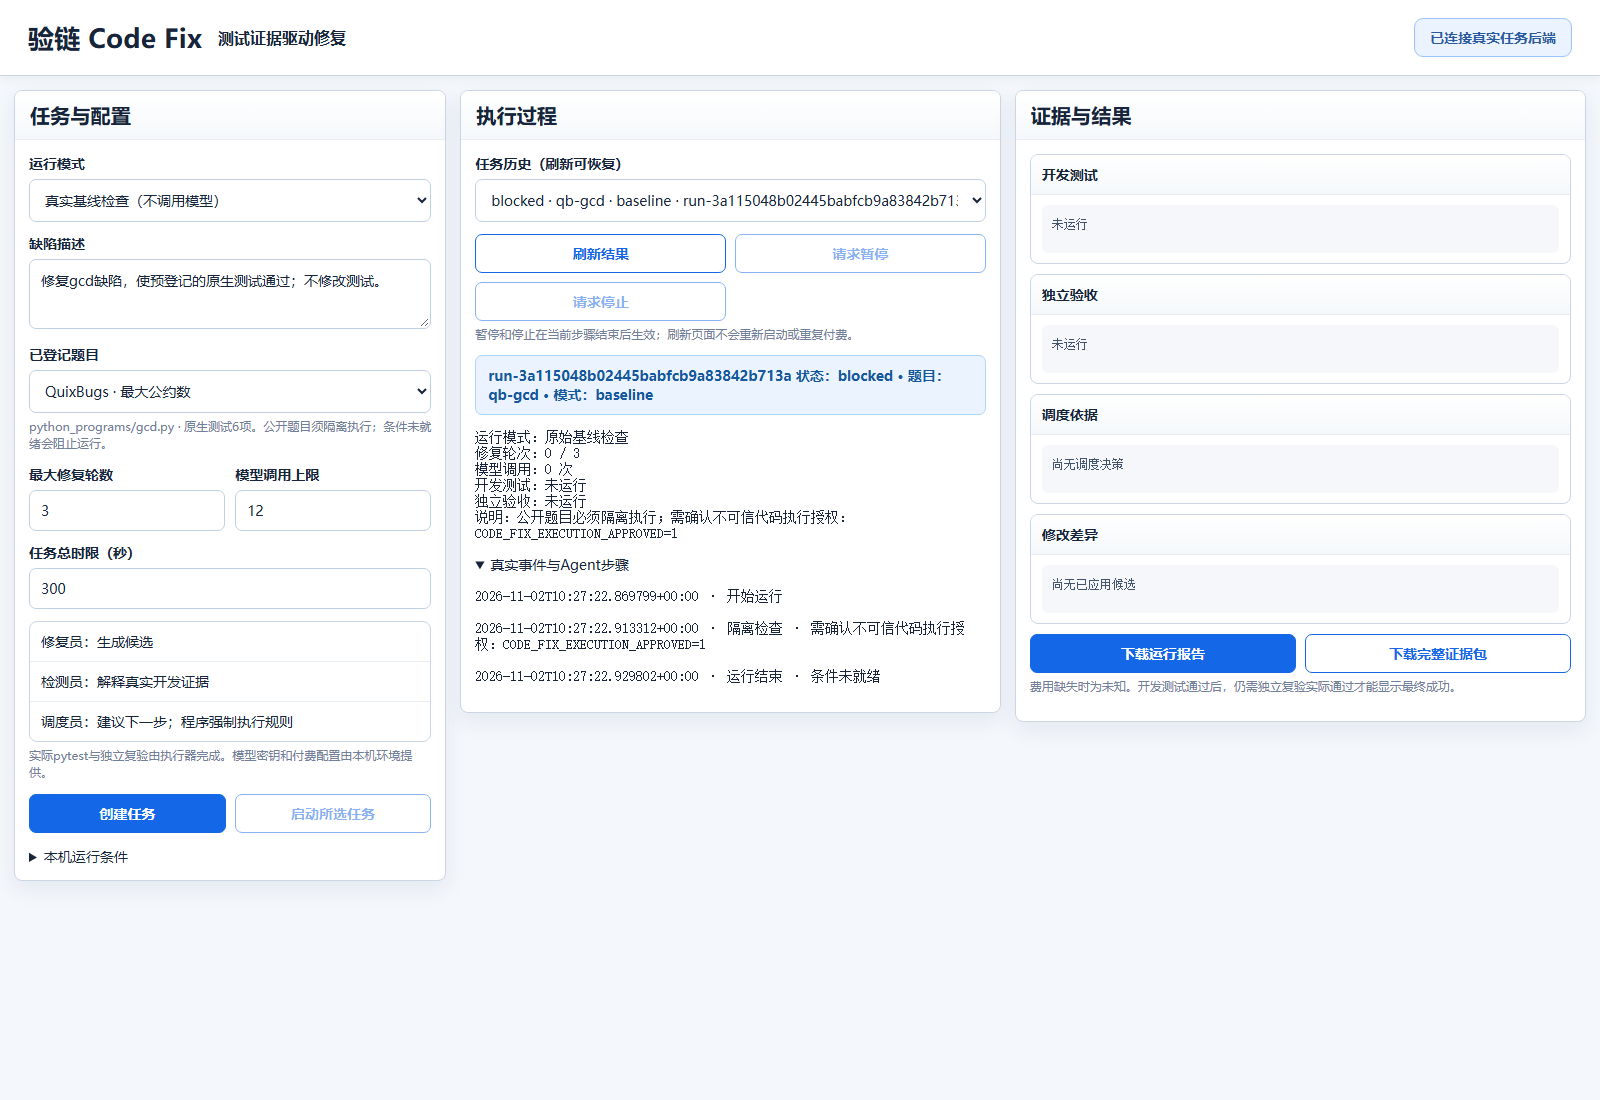 验链 Code Fix 测试证据驱动修复
已连接真实任务后端
任务与配置
运行模式
真实基线检查（不调用模型）
缺陷描述
修复gcd缺陷，使预登记的原生测试通过；不修改测试。
已登记题目
QuixBugs · 最大公约数
python_programs/gcd.py · 原生测试6项。公开题目须隔离执行；条件未就
绪会阻止运行。
最大修复轮数 模型调用上限
3 12
任务总时限（秒）
300
修复员：生成候选
检测员：解释真实开发证据
调度员：建议下一步；程序强制执行规则
实际pytest与独立复验由执行器完成。模型密钥和付费配置由本机环境提
供。
创建任务 启动所选任务
▶ 本机运行条件
执行过程
任务历史（刷新可恢复）
blocked · qb-gcd · baseline · run-3a115048b02445babfcb9a83842b713
刷新结果 请求暂停
请求停止
暂停和停止在当前步骤结束后生效；刷新页面不会重新启动或重复付费。
run-3a115048b02445babfcb9a83842b713a 状态：blocked • 题目：
qb-gcd • 模式：baseline
运行模式：原始基线检查
修复轮次：0 / 3
模型调用：0 次
开发测试：未运行
独立验收：未运行
说明：公开题目必须隔离执行；需确认不可信代码执行授权：
CODE_FIX_EXECUTION_APPROVED=1
▼ 真实事件与Agent步骤
2026-11-02T10:27:22.869799+00:00 · 开始运行
2026-11-02T10:27:22.913312+00:00 · 隔离检查 · 需确认不可信代码执行授
权：CODE_FIX_EXECUTION_APPROVED=1
2026-11-02T10:27:22.929802+00:00 · 运行结束 · 条件未就绪
证据与结果
开发测试
未运行
独立验收
未运行
调度依据
尚无调度决策
修改差异
尚无已应用候选
下载运行报告 下载完整证据包
费用缺失时为未知。开发测试通过后，仍需独立复验实际通过才能显示最终成功。